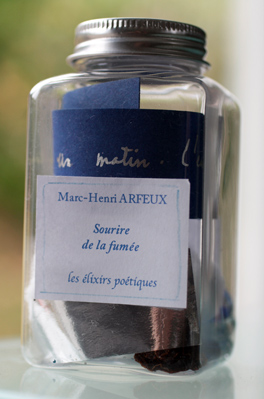 un matin. L'
Marc-Henri ARFEUX
Sourire
de la fumée
les élixirs poétiques